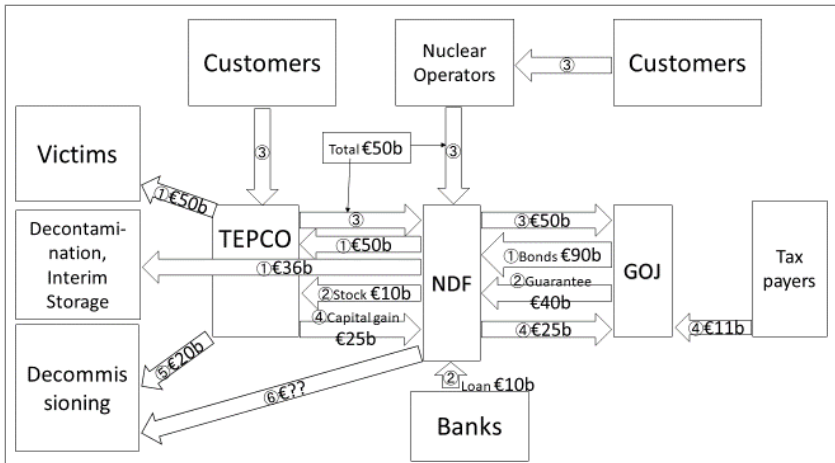 Customers
Nuclear
Operators
③
Customers
Victims
③
Total €50b
③
①€50b
Decontami-
nation,
Interim
Storage
TEPCO
③
①€50b
①€36b
②Stock €10b
④Capital gain
€25b
NDF
③€50b
①Bonds €90b
②Guarantee
€40b
④€25b
GOJ
④€11b
Tax
payers
Decommis
sioning
⑤€20b
⑥€??
②Loan €10b
Banks